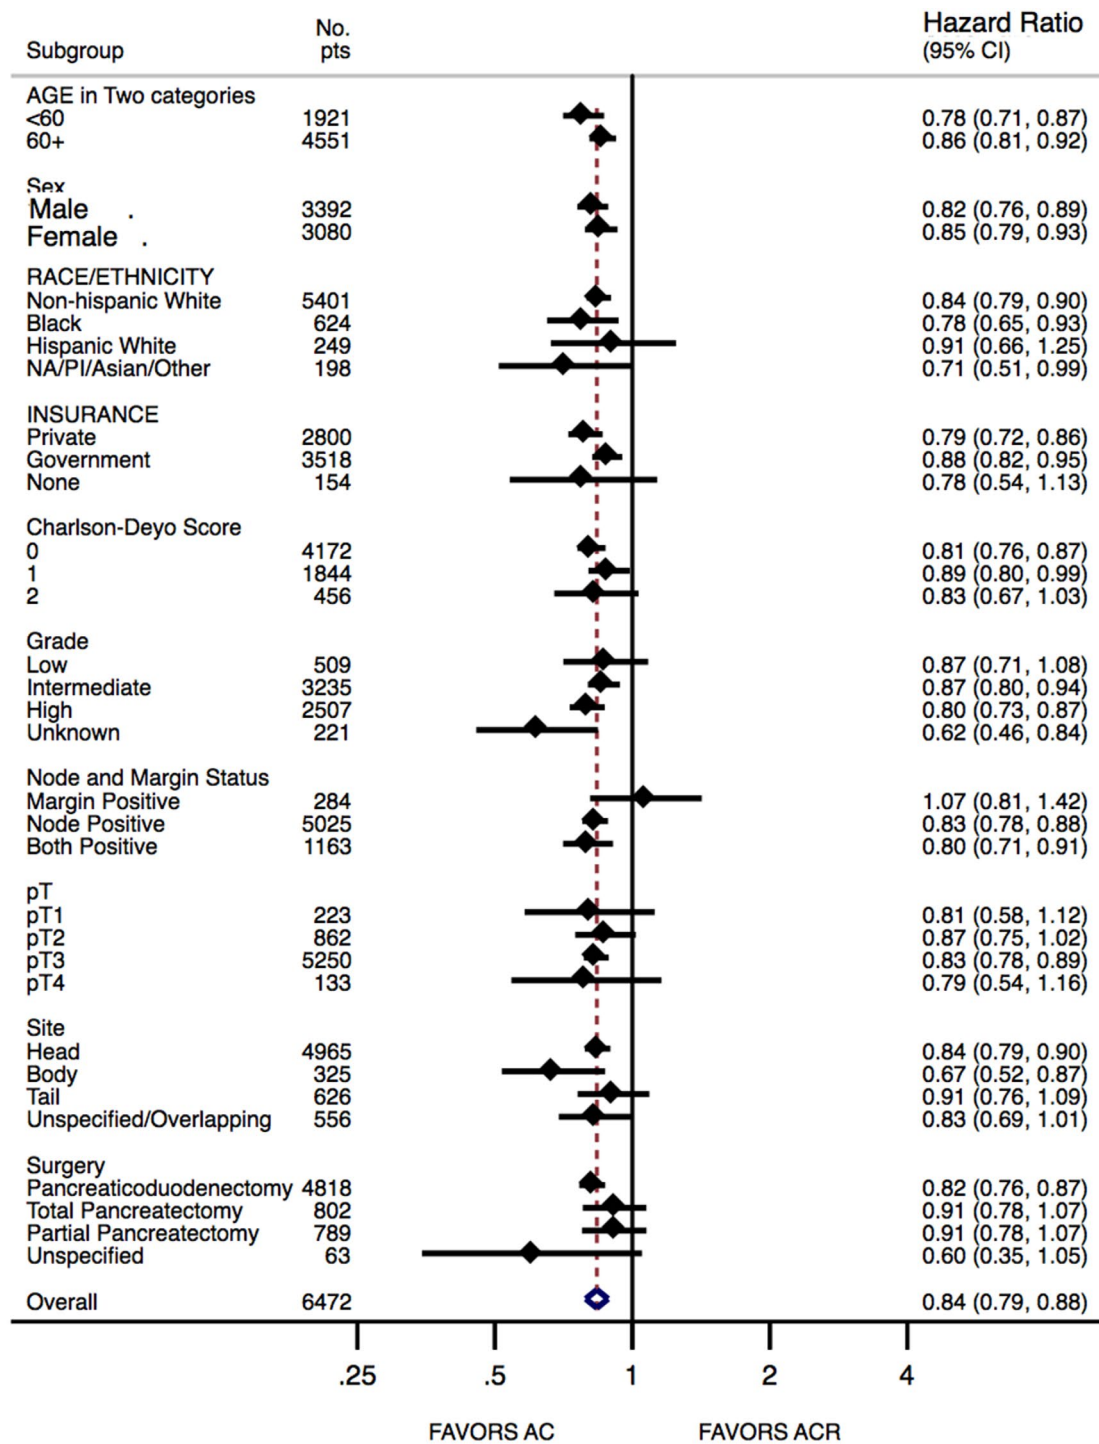 No. Hazard Ratio
Subgroup pts (95% CI)
AGE in Two categories
<60 1921 0.78 (0.71, 0.87)
60+ 4551 0.86 (0.81, 0.92)
Sex
Male . 3392 0.82 (0.76, 0.89)
Female . 3080 0.85 (0.79, 0.93)
RACE/ETHNICITY
Non-hispanic White 5401 0.84 (0.79, 0.90)
Black 624 0.78 (0.65, 0.93)
Hispanic White 249 0.91 (0.66, 1.25)
NA/PI/Asian/Other 198 0.71 (0.51, 0.99)
INSURANCE
Private 2800 0.79 (0.72, 0.86)
Government 3518 0.88 (0.82, 0.95)
None 154 0.78 (0.54, 1.13)
Charlson-Deyo Score
0 4172 0.81 (0.76, 0.87)
1 1844 0.89 (0.80, 0.99)
2 456 0.83 (0.67, 1.03)
Grade
Low 509 0.87 (0.71, 1.08)
Intermediate 3235 0.87 (0.80, 0.94)
High 2507 0.80 (0.73, 0.87)
Unknown 221 0.62 (0.46, 0.84)
Node and Margin Status
Margin Positive 284 1.07 (0.81, 1.42)
Node Positive 5025 0.83 (0.78, 0.88)
Both Positive 1163 0.80 (0.71, 0.91)
pT
pT1 223 0.81 (0.58, 1.12)
pT2 862 0.87 (0.75, 1.02)
pT3 5250 0.83 (0.78, 0.89)
pT4 133 0.79 (0.54, 1.16)
Site
Head 4965 0.84 (0.79, 0.90)
Body 325 0.67 (0.52, 0.87)
Tail 626 0.91 (0.76, 1.09)
Unspecified/Overlapping 556 0.83 (0.69, 1.01)
Surgery
Pancreaticoduodenectomy 4818 0.82 (0.76, 0.87)
Total Pancreatectomy 802 0.91 (0.78, 1.07)
Partial Pancreatectomy 789 0.91 (0.78, 1.07)
Unspecified 63 0.60 (0.35, 1.05)
Overall 6472 0.84 (0.79, 0.88)
.25 .5 1 2 4
FAVORS AC FAVORS ACR